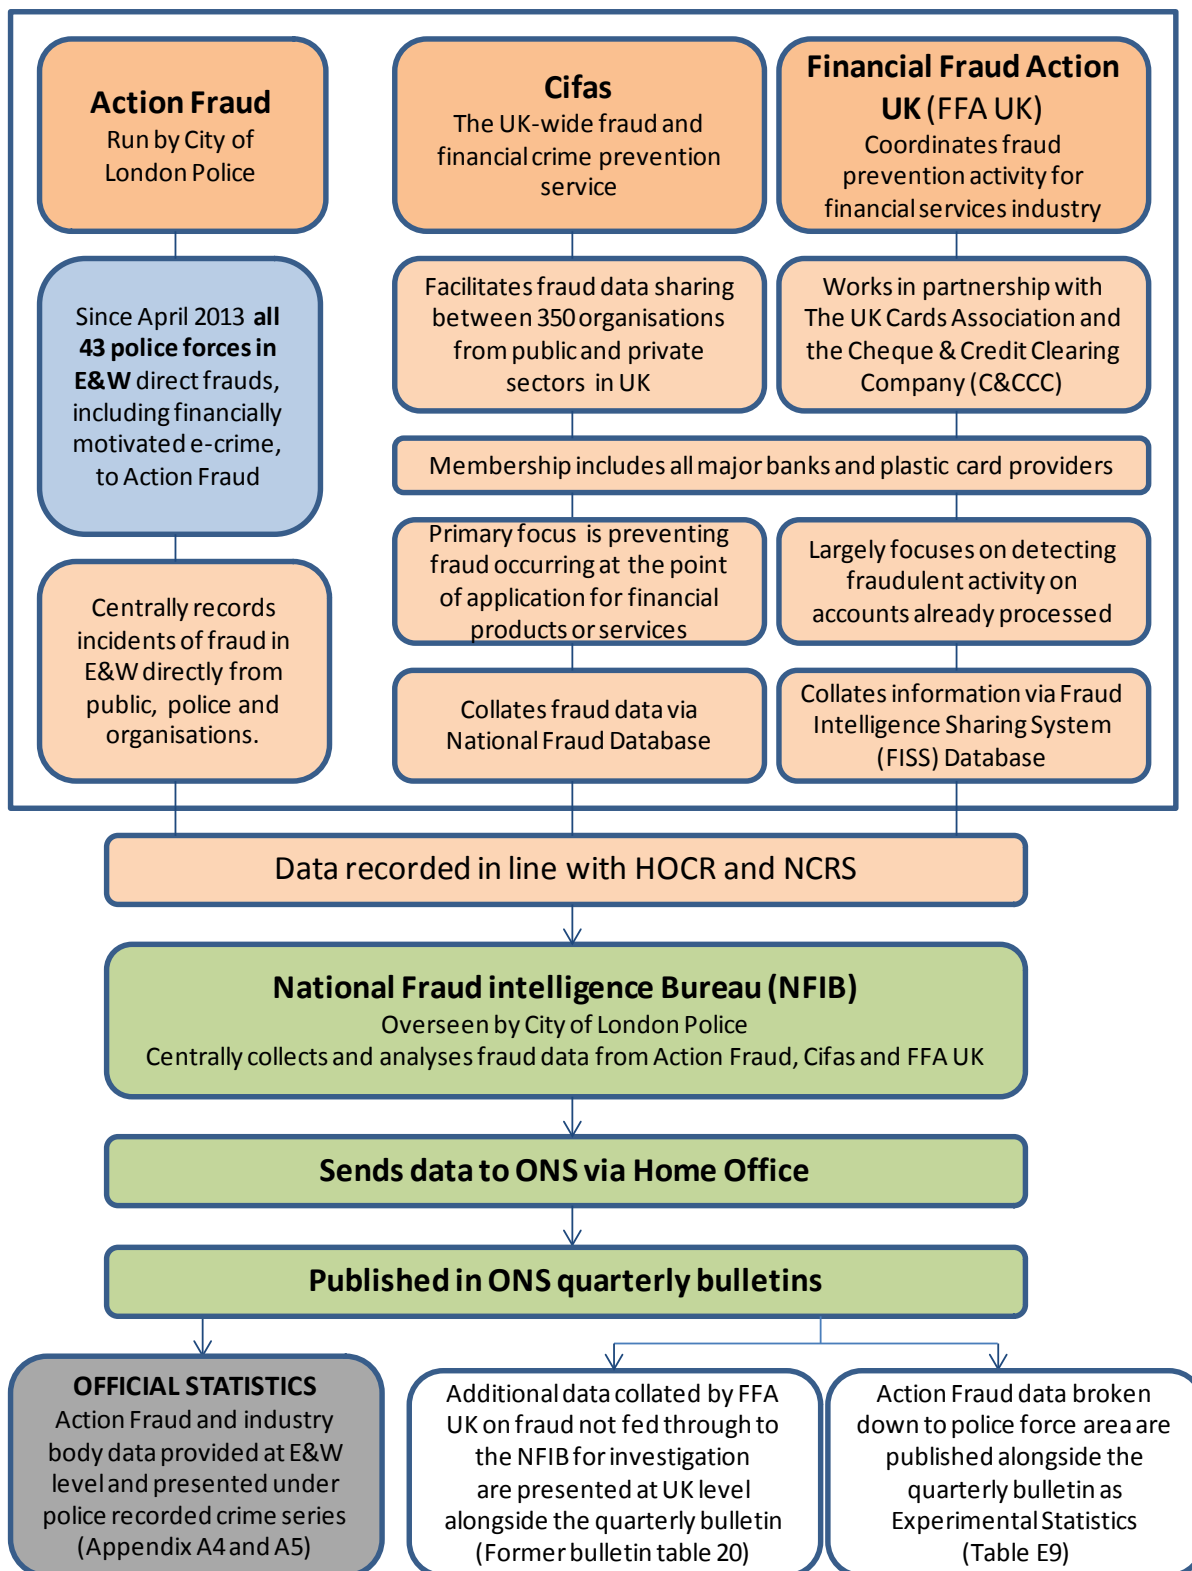 Action Fraud
Run by City of
London Police
Cifas
The UK-wide fraud and
financial crime prevention
service
Financial Fraud Action
UK (FFA UK)
Coordinates fraud
prevention activity for
financial services industry
Since April 2013 all
43 police forces in
E&W direct frauds,
including financially
motivated e-crime,
to Action Fraud
Facilitates fraud data sharing
between 350 organisations
from public and private
sectors in UK
Works in partnership with
The UK Cards Association and
the Cheque & Credit Clearing
Company (C&CCC)
Membership includes all major banks and plastic card providers
Primary focus is preventing
fraud occurring at the point
of application for financial
products or services
Largely focuses on detecting
fraudulent activity on
accounts already processed
Centrally records
incidents of fraud in
E&W directly from
public, police and
organisations.
Collates fraud data via
National Fraud Database
Collates information via Fraud
Intelligence Sharing System
(FISS) Database
Data recorded in line with HOCR and NCRS
National Fraud intelligence Bureau (NFIB)
Overseen by City of London Police
Centrally collects and analyses fraud data from Action Fraud, Cifas and FFA UK
Sends data to ONS via Home Office
Published in ONS quarterly bulletins
OFFICIAL STATISTICS
Action Fraud and industry
body data provided at E&W
level and presented under
police recorded crime series
(Appendix A4 and A5)
Additional data collated by FFA
UK on fraud not fed through to
the NFIB for investigation
are presented at UK level
alongside the quarterly bulletin
(Former bulletin table 20)
Action Fraud data broken
down to police force area are
published alongside the
quarterly bulletin as
Experimental Statistics
(Table E9)